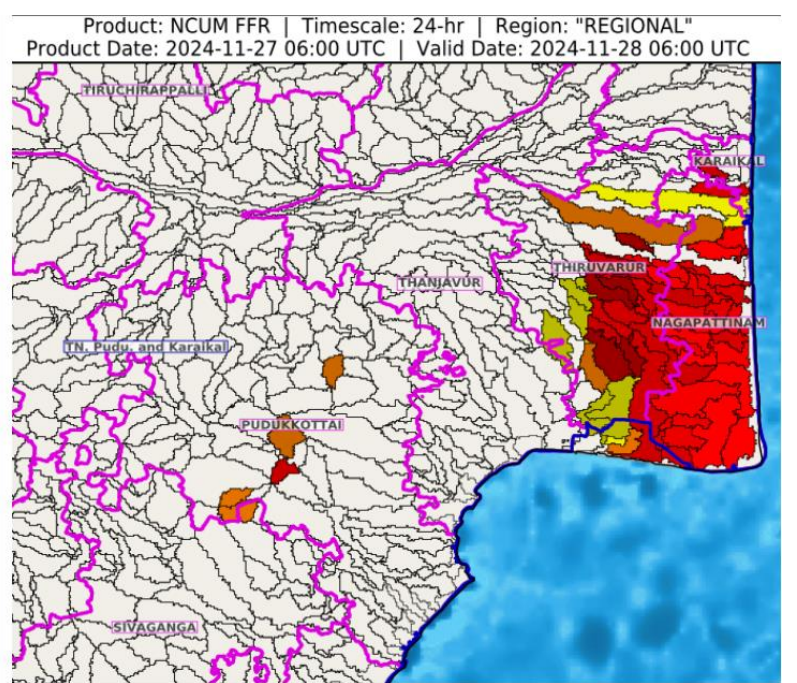 Product: NCUM FFR | Timescale: 24-hr | Region: "REGIONAL"
Product Date: 2024-11-27 06:00 UTC | Valid Date: 2024-11-28 06:00 UTC
TIRUCHIRAPPALLI
KARAIKAL
THIRUVARUR
THANJAVUR
NAGAPATTINAM
TN. Pudu. and Karaikal
PUDUKKOTTAI
SIVAGANGA